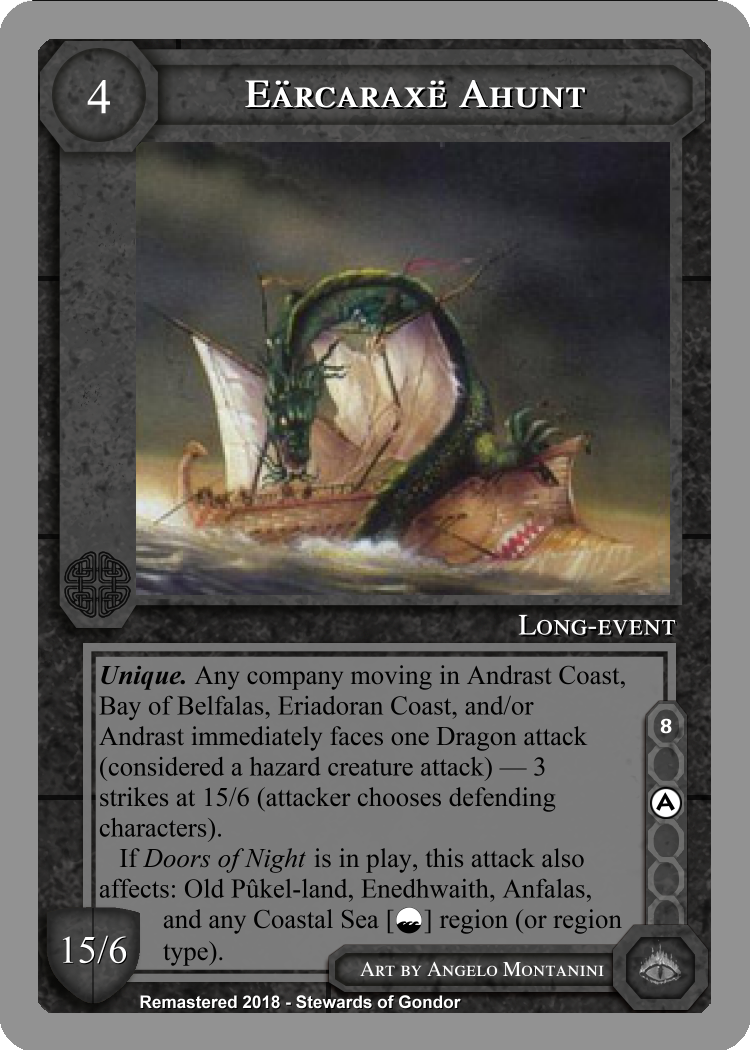 4
Eärcaraxë Ahunt
Long-event
Unique. Any company moving in Andrast Coast,
Bay of Belfalas, Eriadoran Coast, and/or
Andrast immediately faces one Dragon attack
(considered a hazard creature attack) — 3
strikes at 15/6 (attacker chooses defending
characters).
If Doors of Night is in play, this attack also
affects: Old Pûkel-land, Enedhwaith, Anfalas,
and any Coastal Sea [ ] region (or region
type).
8
A
15/6
Art by Angelo Montanini
Remastered 2018 - Stewards of Gondor